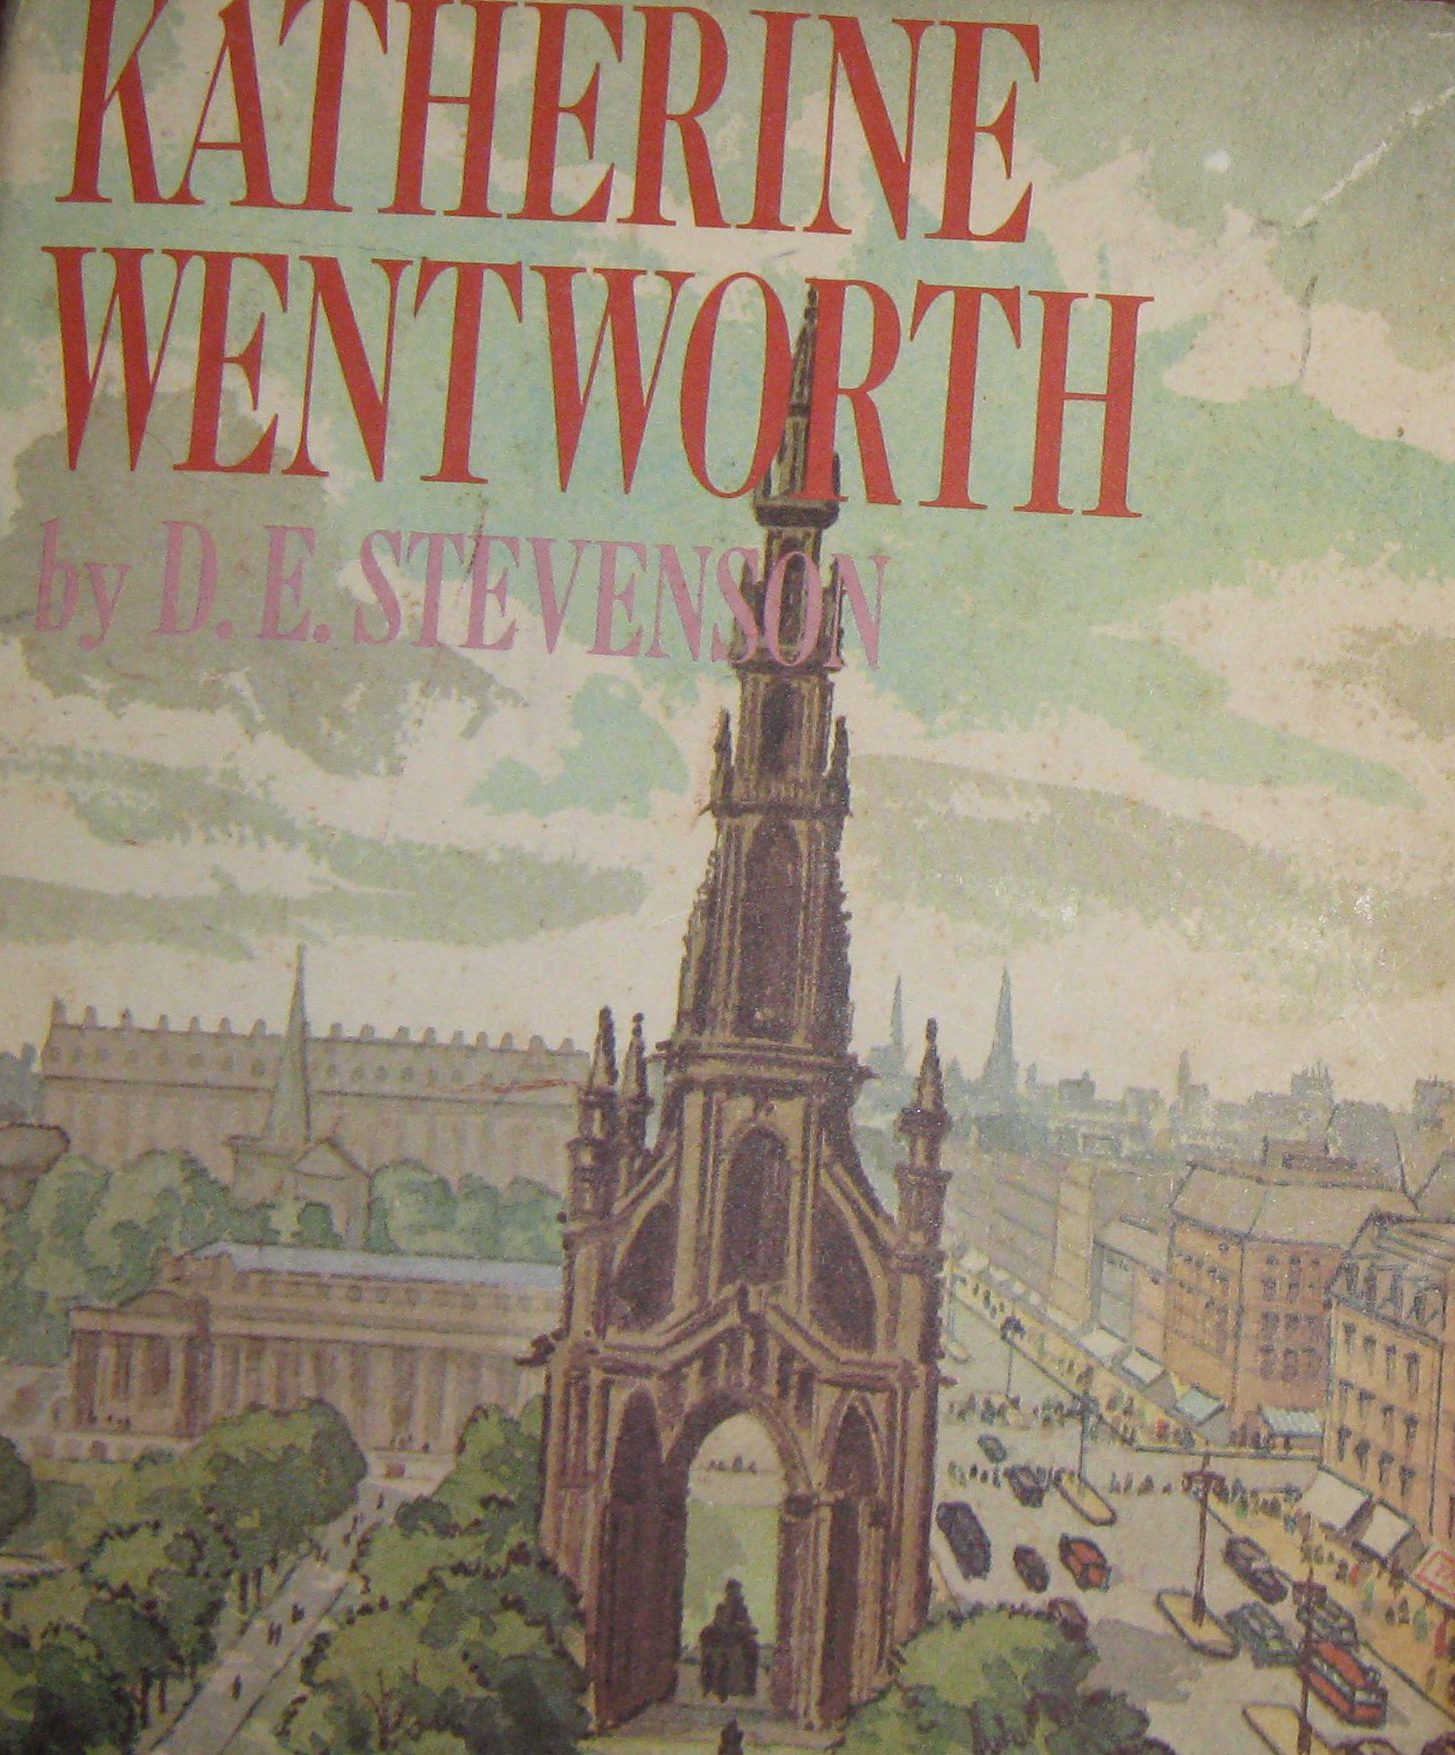 KATHERINE
WENTWORTH
by D. E. STEVENSON